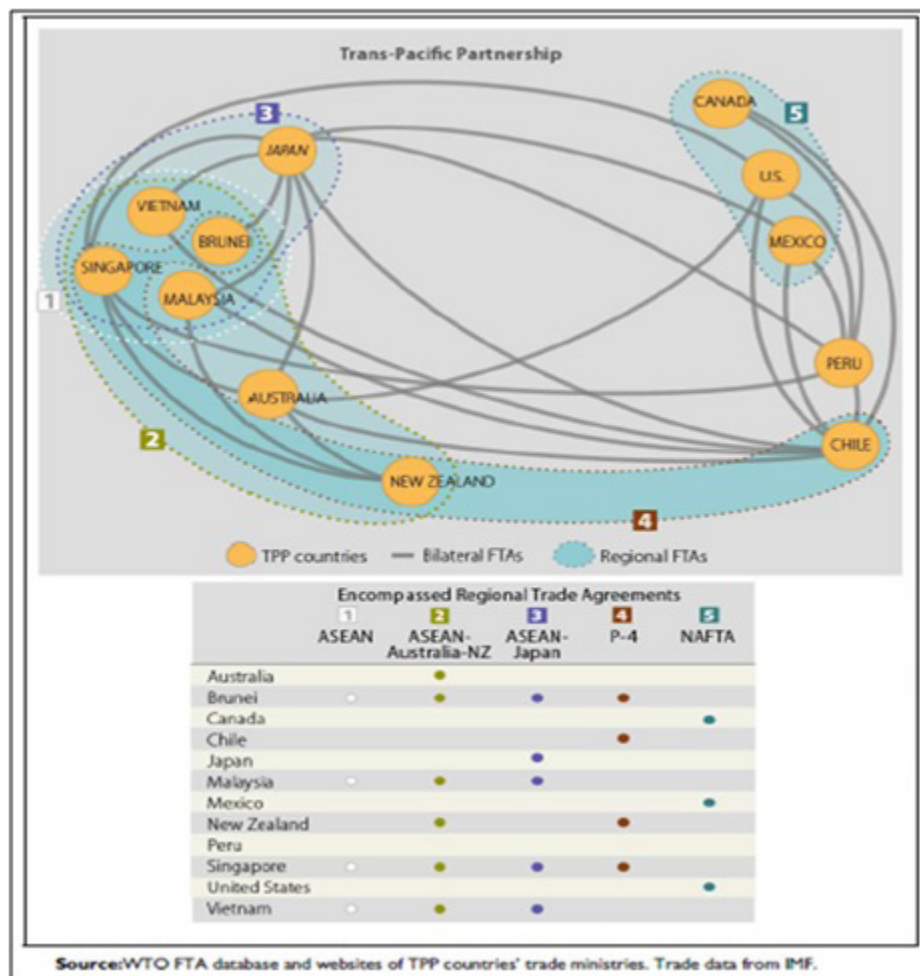 Trans-Pacific Partnership
CANADA
5
3
JAPAN
U.S.
VIETNAM
BRUNEI
MEXICO
SINGAPORE
1
MALAYSIA
PERU
AUSTRALIA
2
CHILE
NEW ZEALAND
4
TPP countries
Bilateral FTAs
Regional FTAs
Encompassed Regional Trade Agreements
1 2 3 4 5
ASEAN ASEAN- ASEAN- P-4 NAFTA
Australia-NZ Japan
Australia
Brunei
Canada
Chile
Japan
Malaysia
Mexico
New Zealand
Peru
Singapore
United States
Vietnam
Source:WTO FTA database and websites of TPP countries' trade ministries. Trade data from IMF.